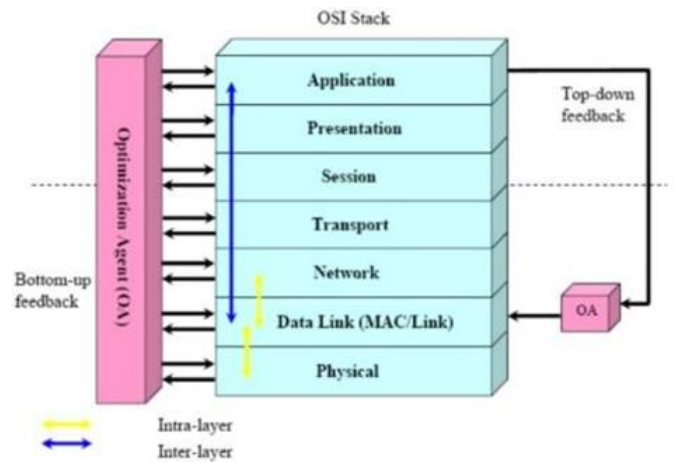 OSI Stack
Application
Top-down
feedback
Presentation
Optimization Agent (OA)
Session
Transport
Network
Bottom-up
feedback
OA
Data Link (MAC/Link)
Physical
Intra-layer
Inter-layer